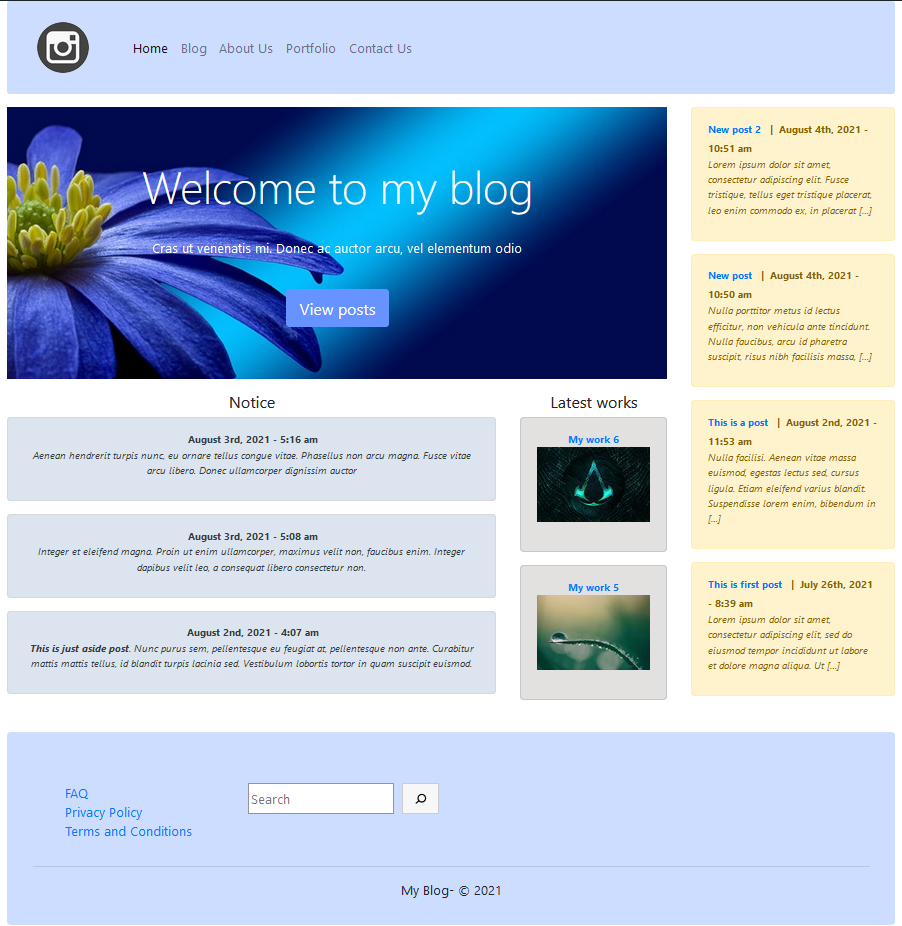 Home Blog About Us Portfolio Contact Us
Welcome to my blog
Cras ut venenatis mi. Donec ac auctor arcu, vel elementum odio
View posts
Notice
August 3rd, 2021 - 5:16 am
Aenean hendrerit turpis nunc, eu ornare tellus congue vitae. Phasellus non arcu magna. Fusce vitae
arcu libero. Donec ullamcorper dignissim auctor
August 3rd, 2021 - 5:08 am
Integer et eleifend magna. Proin ut enim ullamcorper, maximus velit non, faucibus enim. Integer
dapibus velit leo, a consequat libero consectetur non.
August 2nd, 2021 - 4:07 am
This is just aside post. Nunc purus sem, pellentesque eu feugiat at, pellentesque non ante. Curabitur
mattis mattis tellus, id blandit turpis lacinia sed. Vestibulum lobortis tortor in quam suscipit euismod.
Latest works
My work 6
My work 5
New post 2 | August 4th, 2021 -
10:51 am
Lorem ipsum dolor sit amet,
consectetur adipiscing elit. Fusce
tristique, tellus eget tristique placerat,
leo enim commodo ex, in placerat [...]
New post | August 4th, 2021 -
10:50 am
Nulla porttitor metus id lectus
efficitur, non vehicula ante tincidunt.
Nulla faucibus, arcu id pharetra
suscipit, risus nibh facilisis massa, [...]
This is a post | August 2nd, 2021 -
11:53 am
Nulla facilisi. Aenean vitae massa
euismod, egestas lectus sed, cursus
ligula. Etiam eleifend varius blandit.
Suspendisse lorem enim, bibendum in
[...]
This is first post | July 26th, 2021
- 8:39 am
Lorem ipsum dolor sit amet,
consectetur adipiscing elit, sed do
eiusmod tempor incididunt ut labore
et dolore magna aliqua. Ut [...]
FAQ
Privacy Policy
Terms and Conditions
Search
My Blog- © 2021